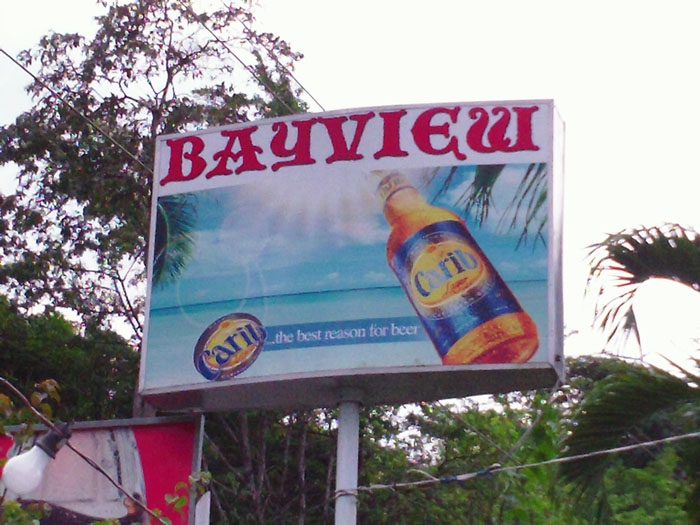 BAYVIEW
Carib
Carib ...the best reason for beer